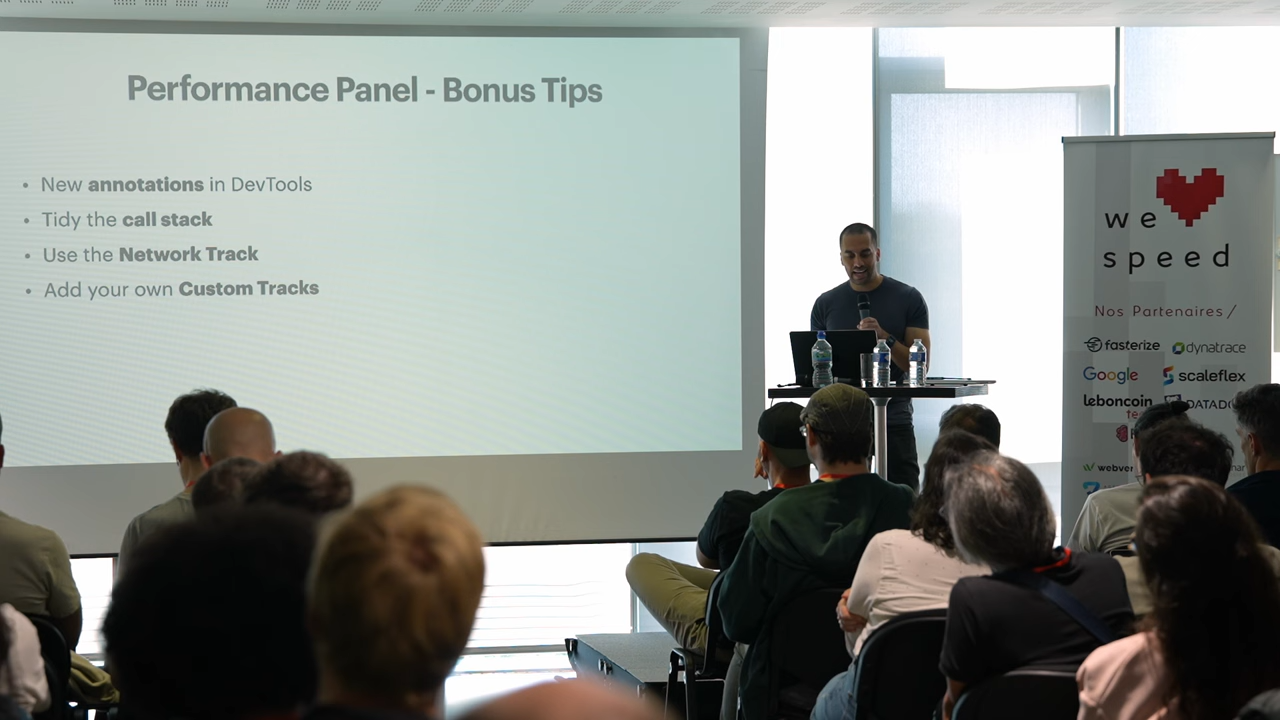 Performance Panel - Bonus Tips
• New annotations in DevTools
• Tidy the call stack
• Use the Network Track
• Add your own Custom Tracks
we
speed
Nos Partenaires /
fasterize dynatrace
Google scaleflex
leboncoin